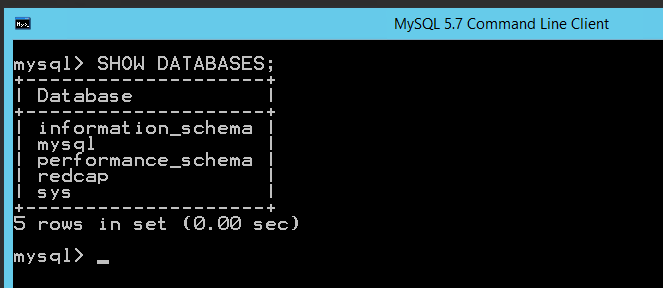 MySQL 5.7 Command Line Client
mysql> SHOW DATABASES;
+--------------------+
| Database           |
+--------------------+
| information_schema |
| mysql              |
| performance_schema |
| redcap             |
| sys                |
+--------------------+
5 rows in set (0.00 sec)
mysql> _